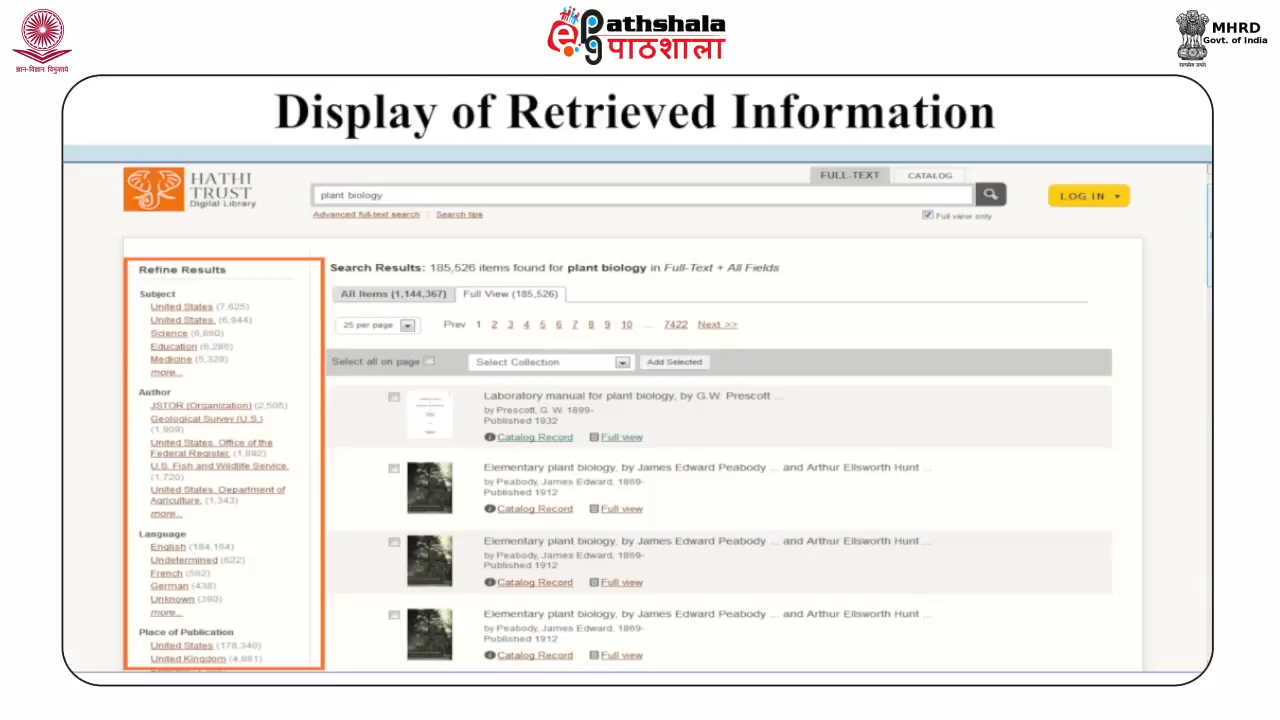 ज्ञान-विज्ञान विमुक्तये
epgpathshala
पाठशाला
MHRD
Govt. of India
सत्यमेव जयते
Display of Retrieved Information
HATHI
TRUST
Digital Library
FULL-TEXT
CATALOG
plant biology
LOG IN
Advanced full-text search | Search tips
Full view only
Refine Results
Subject
United States (7,625)
United States. (6,944)
Science (6,860)
Education (6,286)
Medicine (5,329)
more...
Author
JSTOR (Organization) (2,505)
Geological Survey (U.S.)
(1,909)
United States. Office of the
Federal Register. (1,892)
U.S. Fish and Wildlife Service.
(1,720)
United States. Department of
Agriculture. (1,343)
more...
Language
English (184,164)
Undetermined (622)
French (562)
German (438)
Unknown (390)
more...
Place of Publication
United States (178,340)
United Kingdom (4,881)
Search Results: 185,526 items found for plant biology in Full-Text + All Fields
All Items (1,144,367)
Full View (185,526)
25 per page
Prev 1 2 3 4 5 6 7 8 9 10 ... 7422 Next >>
Select all on page
Select Collection
Add Selected
Laboratory manual for plant biology, by G.W. Prescott ...
by Prescott, G. W. 1899-
Published 1932
Catalog Record Full view
Elementary plant biology, by James Edward Peabody ... and Arthur Ellsworth Hunt ...
by Peabody, James Edward, 1869-
Published 1912
Catalog Record Full view
Elementary plant biology, by James Edward Peabody ... and Arthur Ellsworth Hunt ...
by Peabody, James Edward, 1869-
Published 1912
Catalog Record Full view
Elementary plant biology, by James Edward Peabody ... and Arthur Ellsworth Hunt ...
by Peabody, James Edward, 1869-
Published 1912
Catalog Record Full view